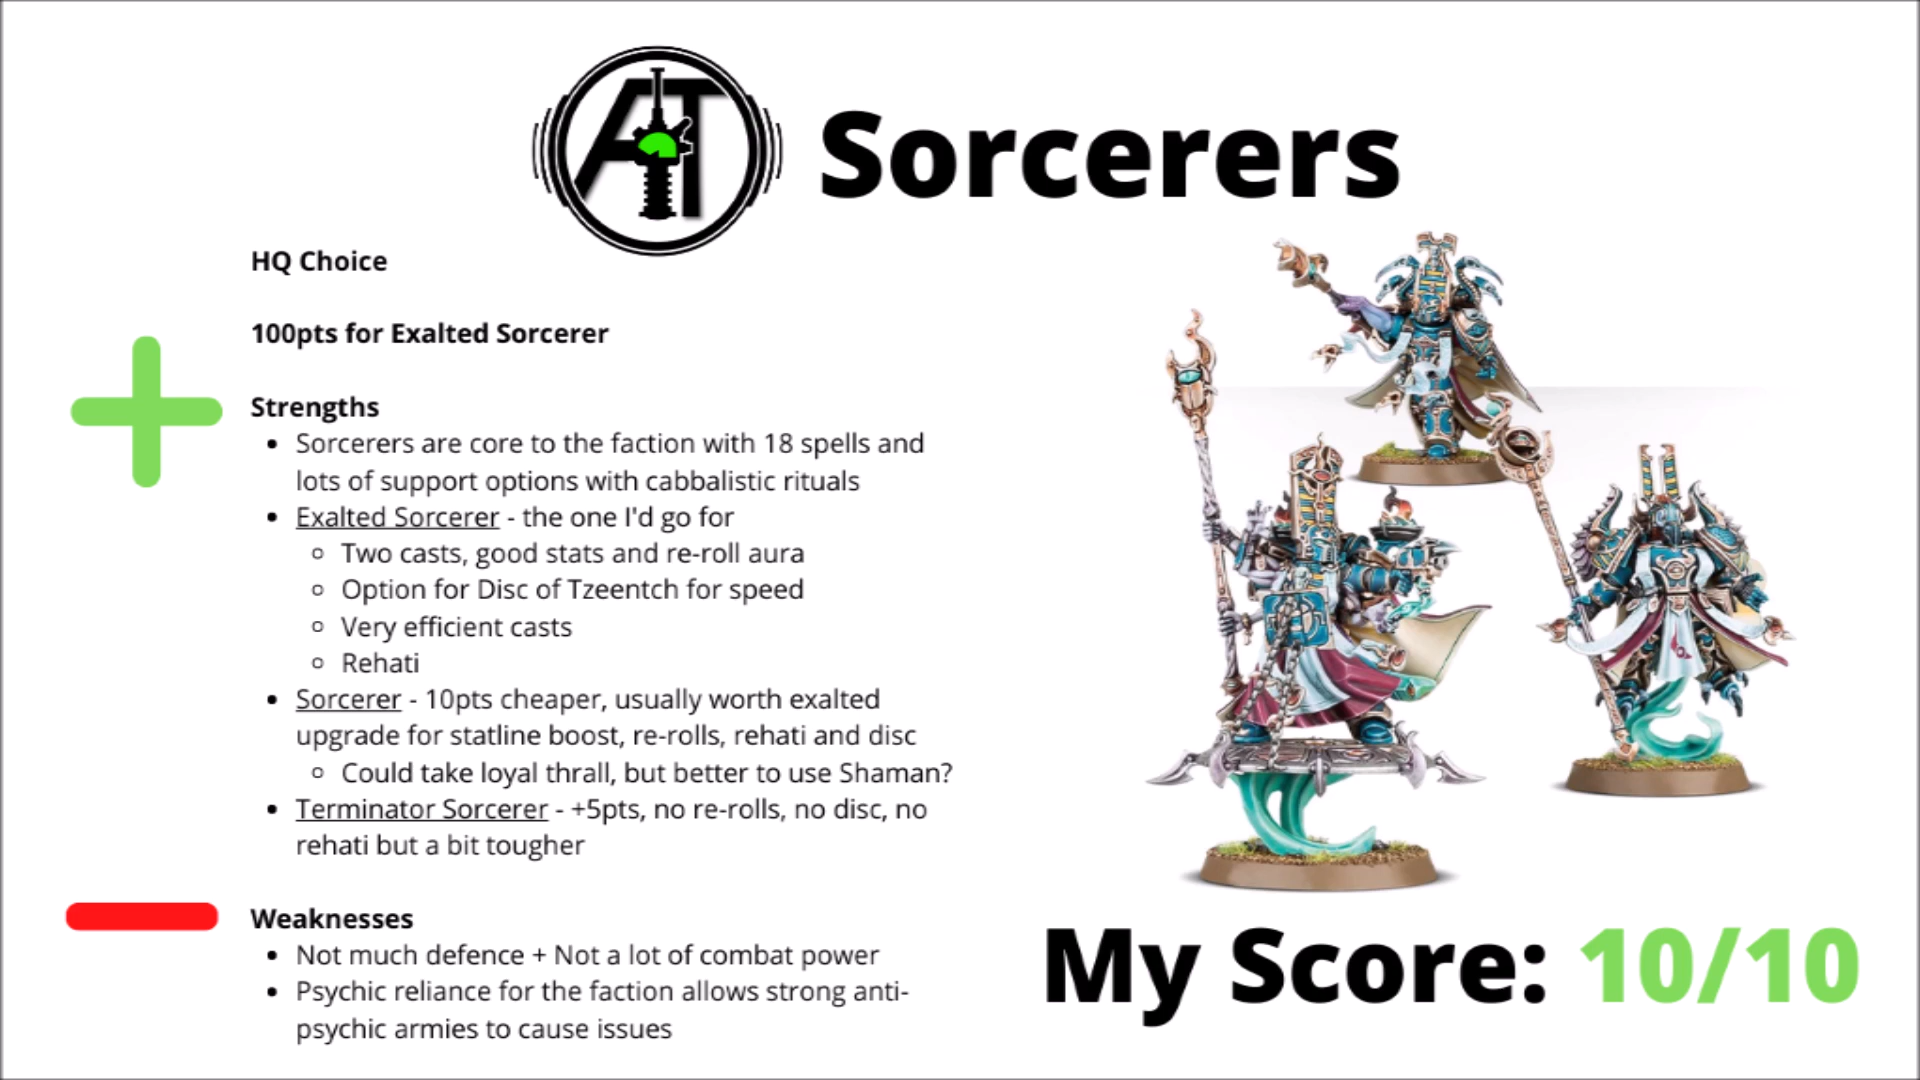 AT
Sorcerers
HQ Choice
100pts for Exalted Sorcerer
Strengths
• Sorcerers are core to the faction with 18 spells and
lots of support options with cabbalistic rituals
• Exalted Sorcerer - the one I'd go for
○ Two casts, good stats and re-roll aura
○ Option for Disc of Tzeentch for speed
○ Very efficient casts
○ Rehati
• Sorcerer - 10pts cheaper, usually worth exalted
upgrade for statline boost, re-rolls, rehati and disc
○ Could take loyal thrall, but better to use Shaman?
• Terminator Sorcerer - +5pts, no re-rolls, no disc, no
rehati but a bit tougher
Weaknesses
• Not much defence + Not a lot of combat power
• Psychic reliance for the faction allows strong anti-
psychic armies to cause issues
My Score: 10/10